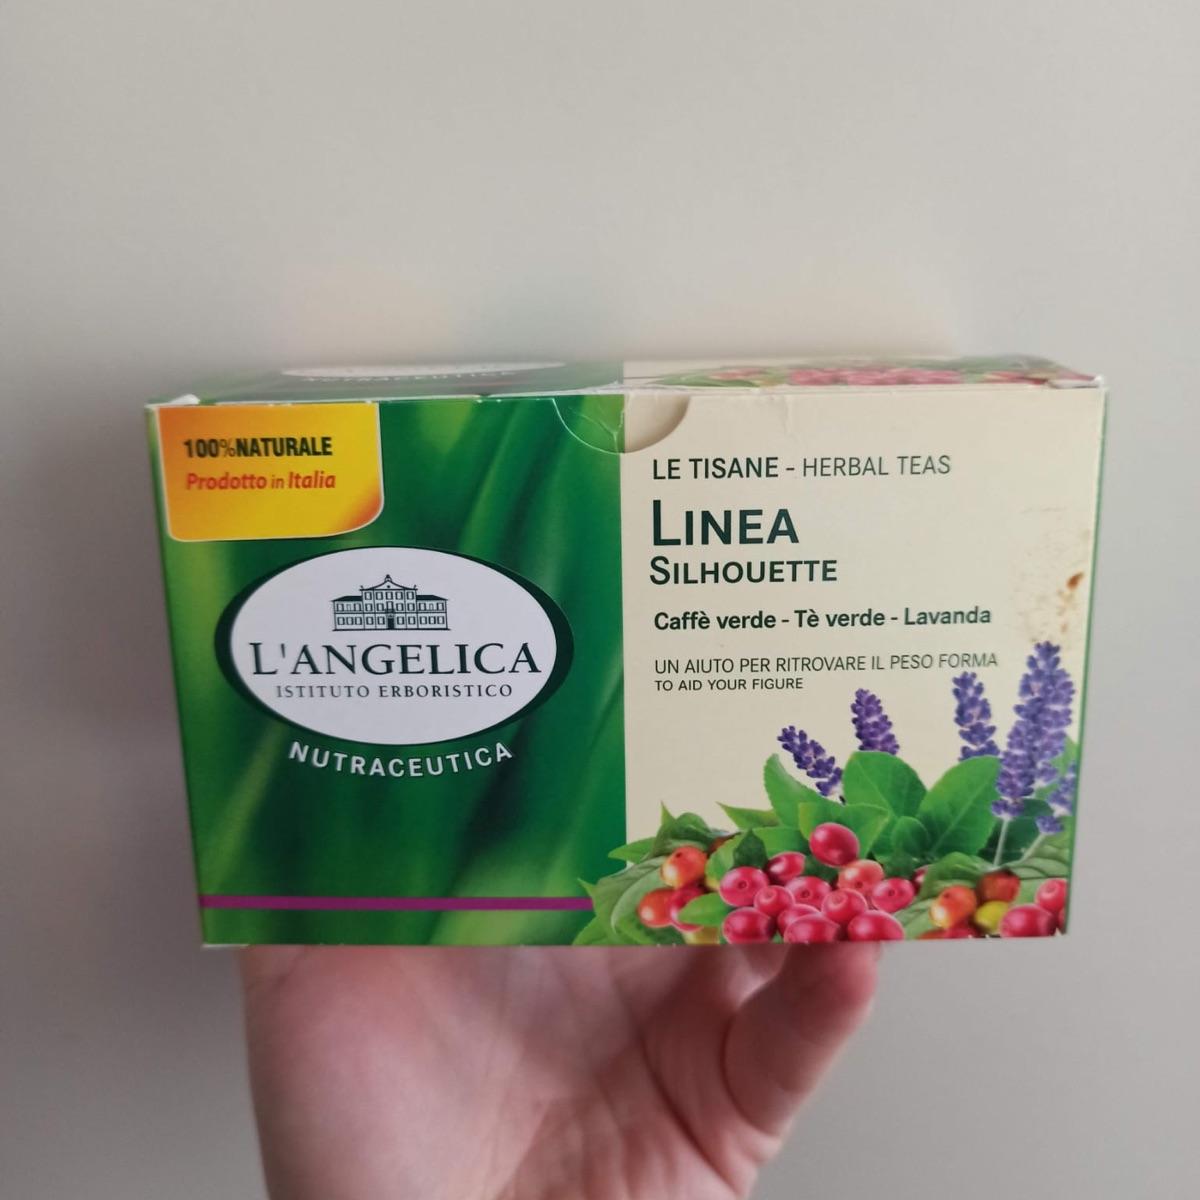 NUTRACEUTICA
100%NATURALE
Prodotto in Italia
L'ANGELICA
ISTITUTO ERBORISTICO
NUTRACEUTICA
LE TISANE - HERBAL TEAS
LINEA
SILHOUETTE
Caffè verde - Tè verde - Lavanda
UN AIUTO PER RITROVARE IL PESO FORMA
TO AID YOUR FIGURE